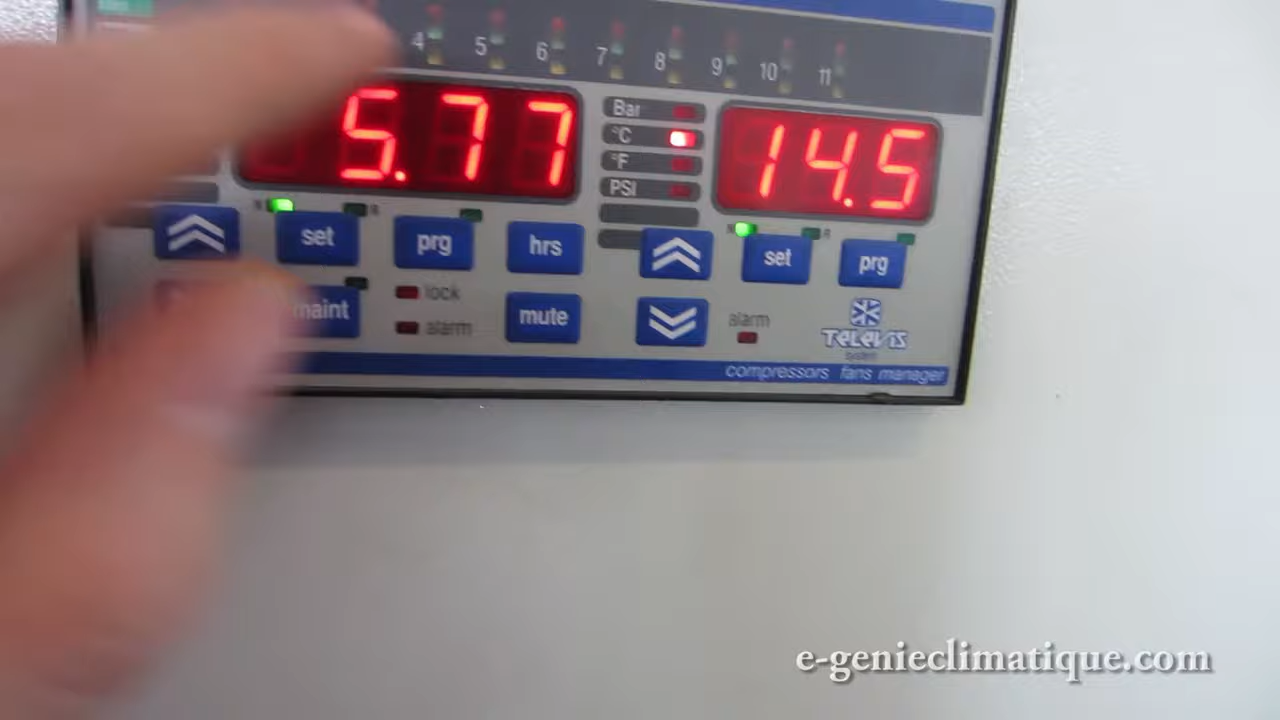 4 5 6 7 8 9 10 11
5.77
Bar
°C
°F
PSI
14.5
N R
set
prg
hrs
N R
set
prg
maint
lock
alarm
mute
alarm
TELEVIS
system
compressors fans manager
e-genieclimatique.com